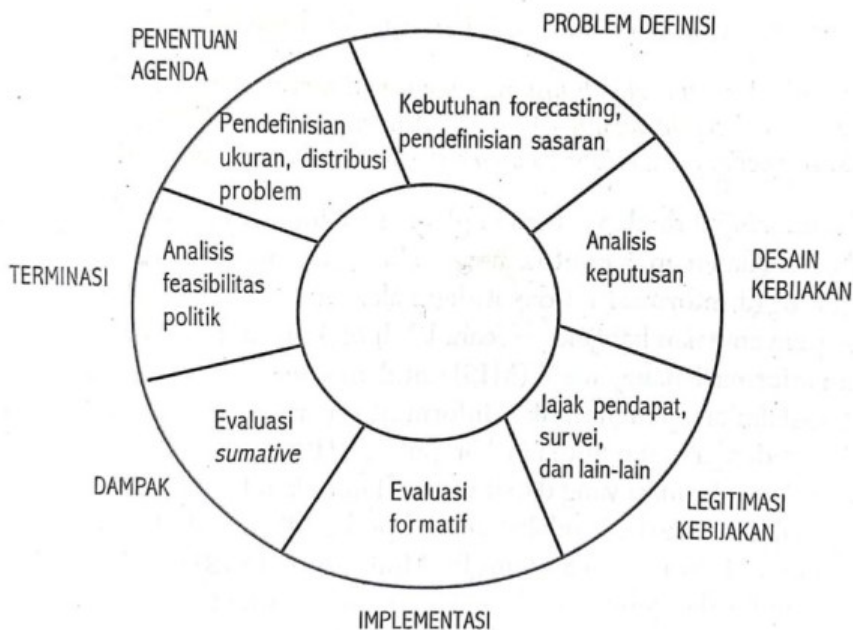 PENENTUAN
AGENDA
PROBLEM DEFINISI
Pendefinisian
ukuran, distribusi
problem
Kebutuhan forecasting,
pendefinisian sasaran
TERMINASI
Analisis
feasibilitas
politik
Analisis
keputusan
DESAIN
KEBIJAKAN
Evaluasi
sumative
Evaluasi
formatif
Jajak pendapat,
survei,
dan lain-lain
DAMPAK
LEGITIMASI
KEBIJAKAN
IMPLEMENTASI